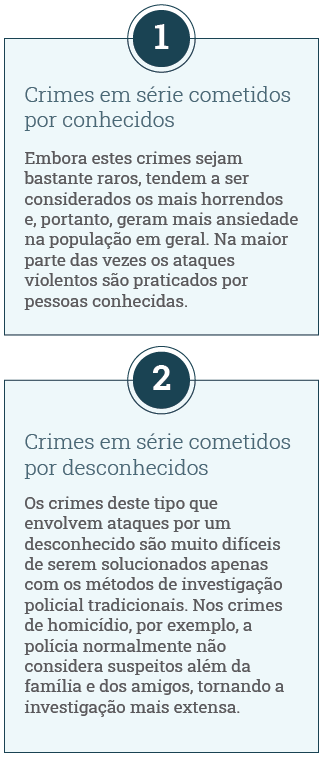 1
Crimes em série cometidos
por conhecidos
Embora estes crimes sejam
bastante raros, tendem a ser
considerados os mais horrendos
e, portanto, geram mais ansiedade
na população em geral. Na maior
parte das vezes os ataques
violentos são praticados por
pessoas conhecidas.
2
Crimes em série cometidos
por desconhecidos
Os crimes deste tipo que
envolvem ataques por um
desconhecido são muito difíceis
de serem solucionados apenas
com os métodos de investigação
policial tradicionais. Nos crimes
de homicídio, por exemplo, a
polícia normalmente não
considera suspeitos além da
família e dos amigos, tornando a
investigação mais extensa.